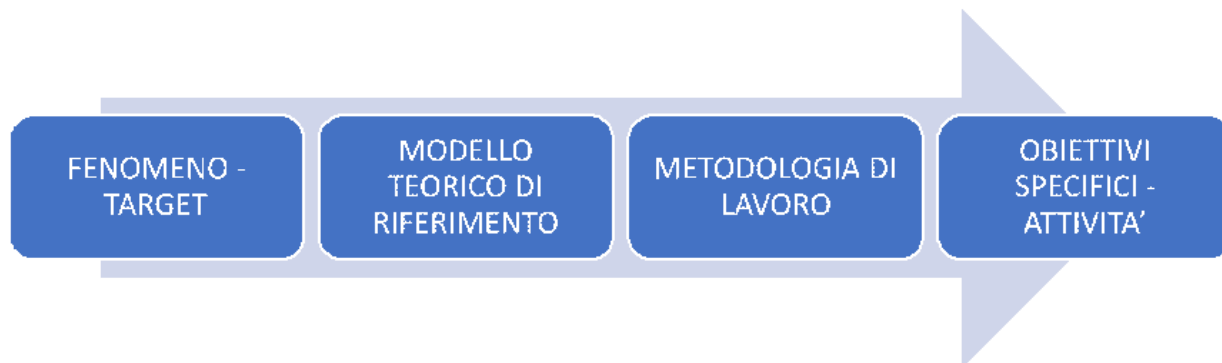 FENOMENO -
TARGET
MODELLO
TEORICO DI
RIFERIMENTO
METODOLOGIA DI
LAVORO
OBIETTIVI
SPECIFICI -
ATTIVITA’